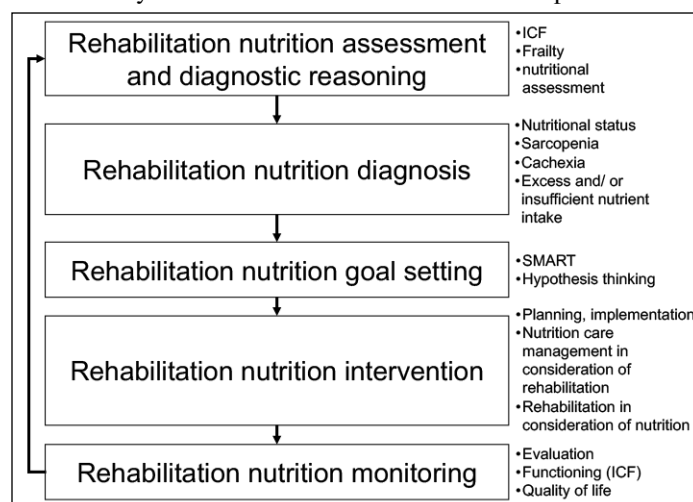 Rehabilitation nutrition assessment
and diagnostic reasoning
•ICF
•Frailty
•nutritional
assessment
Rehabilitation nutrition diagnosis
•Nutritional status
•Sarcopenia
•Cachexia
•Excess and/ or
insufficient nutrient
intake
Rehabilitation nutrition goal setting
•SMART
•Hypothesis thinking
Rehabilitation nutrition intervention
•Planning, implementation
•Nutrition care
management in
consideration of
rehabilitation
•Rehabilitation in
consideration of nutrition
Rehabilitation nutrition monitoring
•Evaluation
•Functioning (ICF)
•Quality of life